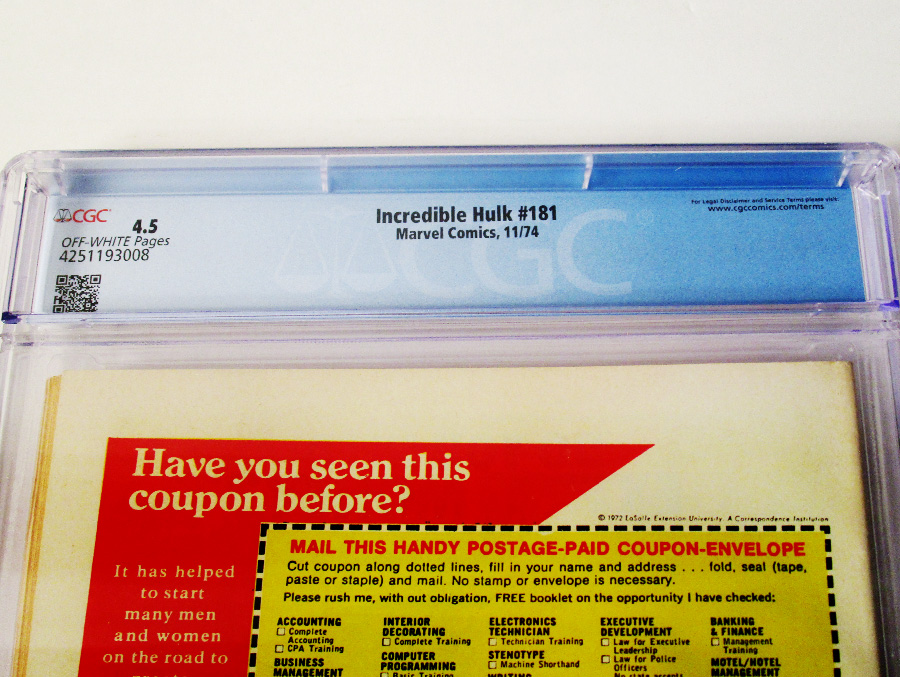 CGC
4.5
OFF-WHITE Pages
4251193008
Incredible Hulk #181
Marvel Comics, 11/74
CGC
For Legal Disclaimer and Service Terms please visit:
www.cgccomics.com/terms
Have you seen this
coupon before?
© 1972 LaSalle Extension University, A Correspondence Institution
It has helped
to start
many men
and women
on the road to
MAIL THIS HANDY POSTAGE-PAID COUPON-ENVELOPE
Cut coupon along dotted lines, fill in your name and address . . . fold, seal (tape,
paste or staple) and mail. No stamp or envelope is necessary.
Please rush me, with out obligation, FREE booklet on the opportunity I have checked:
ACCOUNTING
Complete
Accounting
CPA Training
BUSINESS
MANAGEMENT
INTERIOR
DECORATING
Complete Training
COMPUTER
PROGRAMMING
Basic Training
ELECTRONICS
TECHNICIAN
Technician Training
STENOTYPE
Machine Shorthand
EXECUTIVE
DEVELOPMENT
Law for Executive
Leadership
Law for Police
Officers
BANKING
& FINANCE
Management
Training
MOTEL/HOTEL
MANAGEMENT